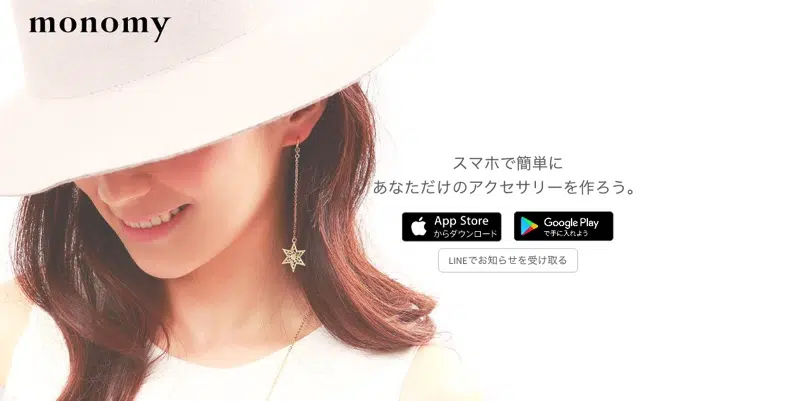 monomy
スマホで簡単に
あなただけのアクセサリーを作ろう。
App Store
からダウンロード
Google Play
で手に入れよう
LINEでお知らせを受け取る